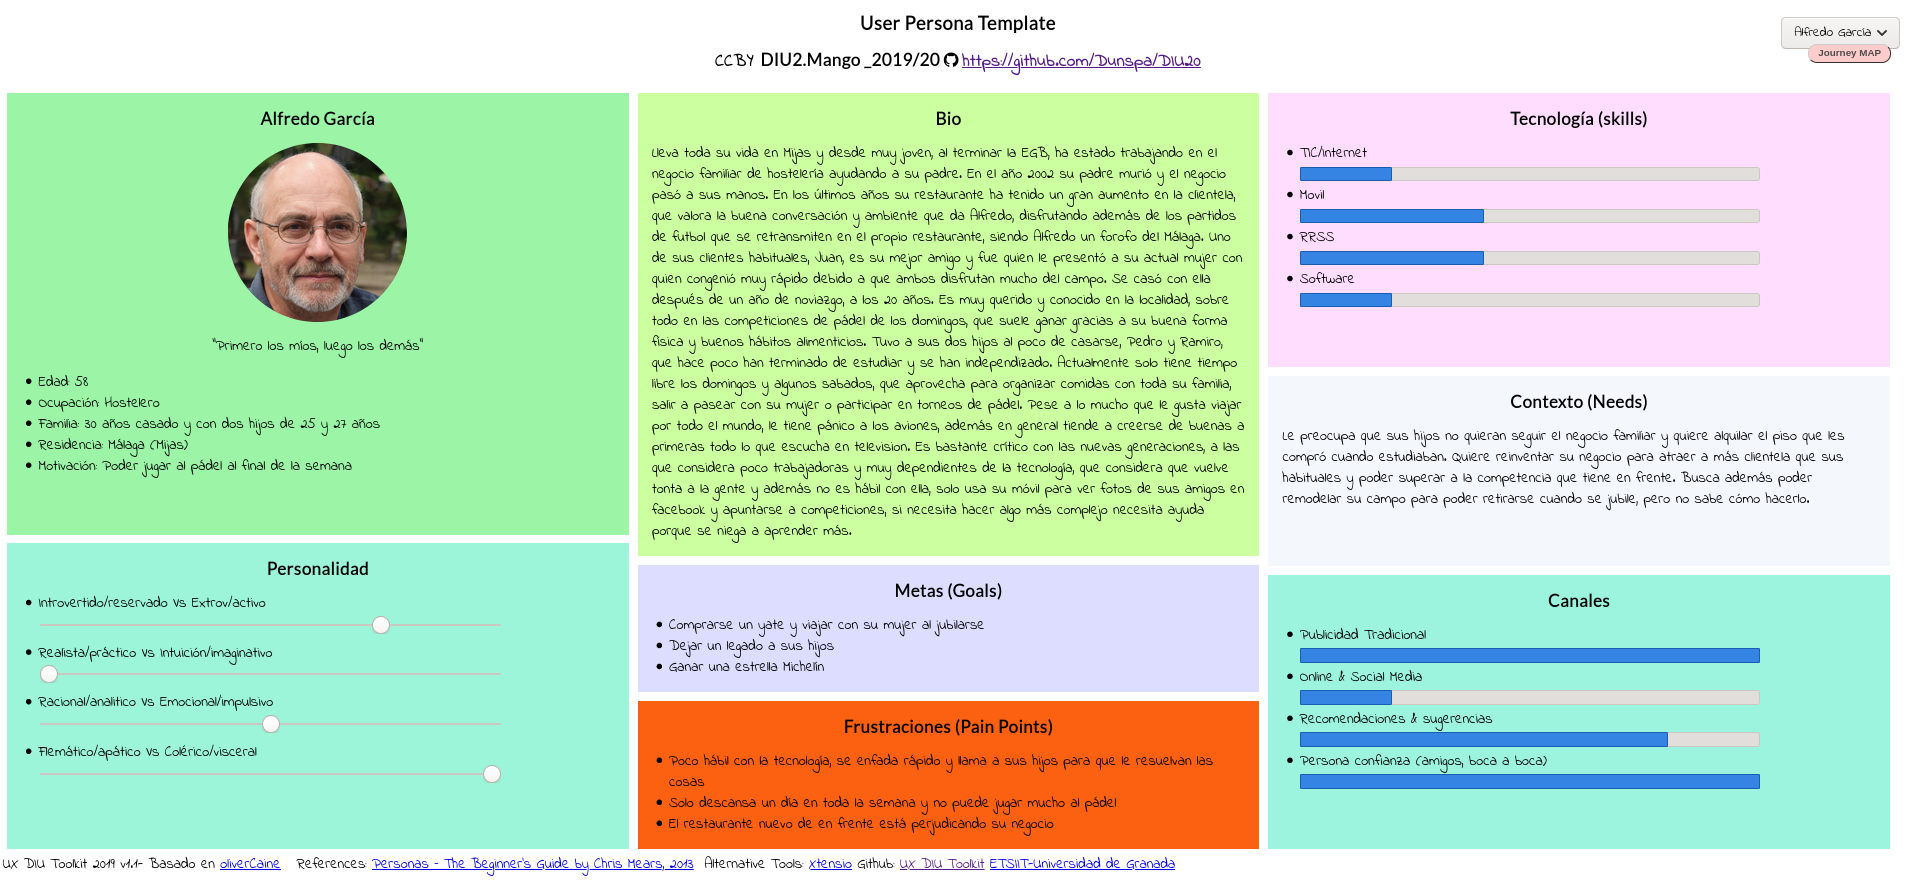 User Persona Template
CCBY DIU2.Mango_2019/20 https://github.com/Dunspa/DIU20
Alfredo García
Journey MAP
Alfredo García
"Primero los míos, luego los demás"
Edad: 58
Ocupación: Hostelero
Familia: 30 años casado y con dos hijos de 25 y 27 años
Residencia: Málaga (Mijas)
Motivación: Poder jugar al pádel al final de la semana
Personalidad
Introvertido/reservado Vs Extrov/activo
Realista/práctico Vs Intuición/imaginativo
Racional/analítico Vs Emocional/impulsivo
Flemático/apático Vs Colérico/visceral
Bio
Lleva toda su vida en Mijas y desde muy joven, al terminar la EGB, ha estado trabajando en el
negocio familiar de hostelería ayudando a su padre. En el año 2002 su padre murió y el negocio
pasó a sus manos. En los últimos años su restaurante ha tenido un gran aumento en la clientela,
que valora la buena conversación y ambiente que da Alfredo, disfrutando además de los partidos
de futbol que se retransmiten en el propio restaurante, siendo Alfredo un forofo del Málaga. Uno
de sus clientes habituales, Juan, es su mejor amigo y fue quien le presentó a su actual mujer con
quien congenió muy rápido debido a que ambos disfrutan mucho del campo. Se casó con ella
después de un año de noviazgo, a los 20 años. Es muy querido y conocido en la localidad, sobre
todo en las competiciones de pádel de los domingos, que suele ganar gracias a su buena forma
física y buenos hábitos alimenticios. Tuvo a sus dos hijos al poco de casarse, Pedro y Ramiro,
que hace poco han terminado de estudiar y se han independizado. Actualmente solo tiene tiempo
libre los domingos y algunos sabados, que aprovecha para organizar comidas con toda su familia,
salir a pasear con su mujer o participar en torneos de pádel. Pese a lo mucho que le gusta viajar
por todo el mundo, le tiene pánico a los aviones, además en general tiende a creerse de buenas a
primeras todo lo que escucha en television. Es bastante crítico con las nuevas generaciones, a las
que considera poco trabajadoras y muy dependientes de la tecnología, que considera que vuelve
tonta a la gente y además no es hábil con ella, solo usa su móvil para ver fotos de sus amigos en
facebook y apuntarse a competiciones, si necesita hacer algo más complejo necesita ayuda
porque se niega a aprender más.
Metas (Goals)
Comprarse un yate y viajar con su mujer al jubilarse
Dejar un legado a sus hijos
Ganar una estrella Michelín
Frustraciones (Pain Points)
Poco hábil con la tecnología, se enfada rápido y llama a sus hijos para que le resuelvan las
cosas
Solo descansa un día en toda la semana y no puede jugar mucho al pádel
El restaurante nuevo de en frente está perjudicando su negocio
Tecnología (skills)
TIC/Internet
Movil
RRSS
Software
Contexto (Needs)
Le preocupa que sus hijos no quieran seguir el negocio familiar y quiere alquilar el piso que les
compró cuando estudiaban. Quiere reinventar su negocio para atraer a más clientela que sus
habituales y poder superar a la competencia que tiene en frente. Busca además poder
remodelar su campo para poder retirarse cuando se jubile, pero no sabe cómo hacerlo.
Canales
Publicidad Tradicional
Online & Social Media
Recomendaciones & sugerencias
Persona confianza (amigos, boca a boca)
UX DIU Toolkit 2019 v1.1- Basado en oliverCaine References: Personas - The Beginner's Guide by Chris Mears, 2013 Alternative Tools: Xtensio Github: UX DIU Toolkit ETSIIT-Universidad de Granada